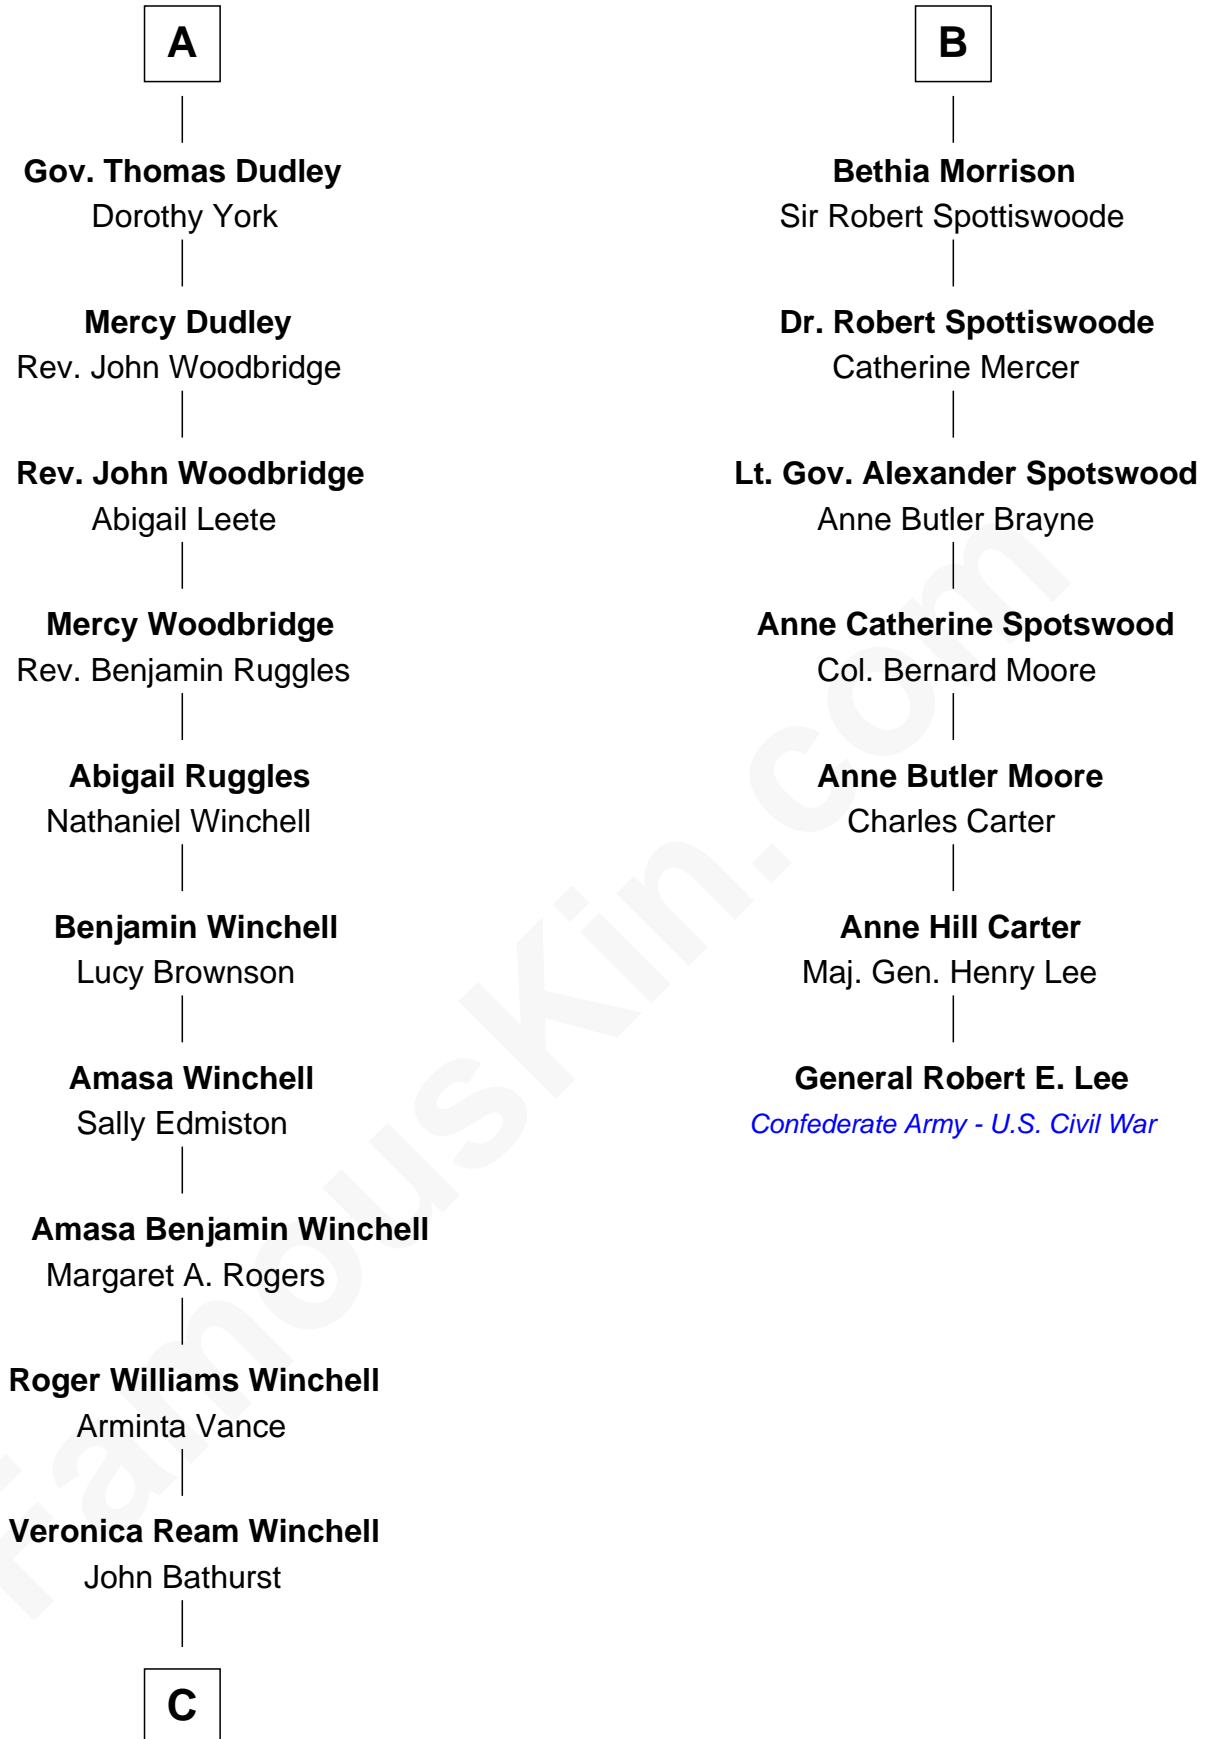 A
Gov. Thomas Dudley
Dorothy York
Mercy Dudley
Rev. John Woodbridge
Rev. John Woodbridge
Abigail Leete
Mercy Woodbridge
Rev. Benjamin Ruggles
Abigail Ruggles
Nathaniel Winchell
Benjamin Winchell
Lucy Brownson
Amasa Winchell
Sally Edmiston
Amasa Benjamin Winchell
Margaret A. Rogers
Roger Williams Winchell
Arminta Vance
Veronica Ream Winchell
John Bathurst
C
B
Bethia Morrison
Sir Robert Spottiswoode
Dr. Robert Spottiswoode
Catherine Mercer
Lt. Gov. Alexander Spotswood
Anne Butler Brayne
Anne Catherine Spotswood
Col. Bernard Moore
Anne Butler Moore
Charles Carter
Anne Hill Carter
Maj. Gen. Henry Lee
General Robert E. Lee
Confederate Army - U.S. Civil War
FamousKin.com